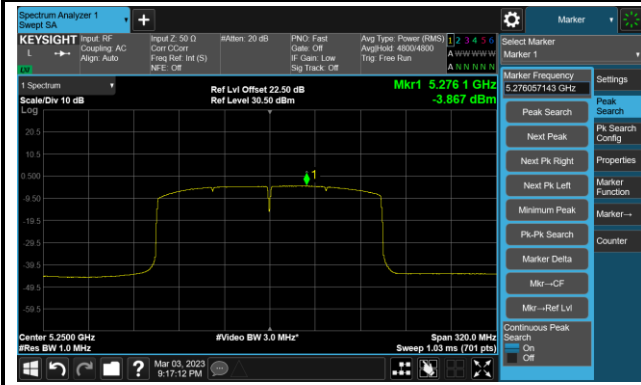 Spectrum Analyzer 1
Swept SA
+
Marker
KEYSIGHT Input: RF Input Z: 50 Ω #Atten: 20 dB PNO: Fast Avg Type: Power (RMS) 1 2 3 4 5 6
L Coupling: AC Corr CCorr Gate: Off Avg|Hold: 4800/4800 A W W W W W
Align: Auto Freq Ref: Int (S) IF Gain: Low Trig: Free Run
NFE: Off Sig Track: Off A N N N N N
Select Marker
Marker 1
1 Spectrum
Ref Lvl Offset 22.50 dB
Mkr1 5.276 1 GHz
Scale/Div 10 dB
Ref Level 30.50 dBm
-3.867 dBm
Log
20.5
10.5
0.500
-9.50
-19.5
-29.5
-39.5
-49.5
-59.5
1
Center 5.2500 GHz
#Video BW 3.0 MHz*
Span 320.0 MHz
#Res BW 1.0 MHz
Sweep 1.03 ms (701 pts)
Marker Frequency
5.276057143 GHz
Peak Search
Next Peak
Next Pk Right
Next Pk Left
Minimum Peak
Pk-Pk Search
Marker Delta
Mkr→CF
Mkr→Ref Lvl
Continuous Peak
Search
On
Off
Settings
Peak
Search
Pk Search
Config
Properties
Marker
Function
Marker→
Counter
?
Mar 03, 2023
9:17:12 PM